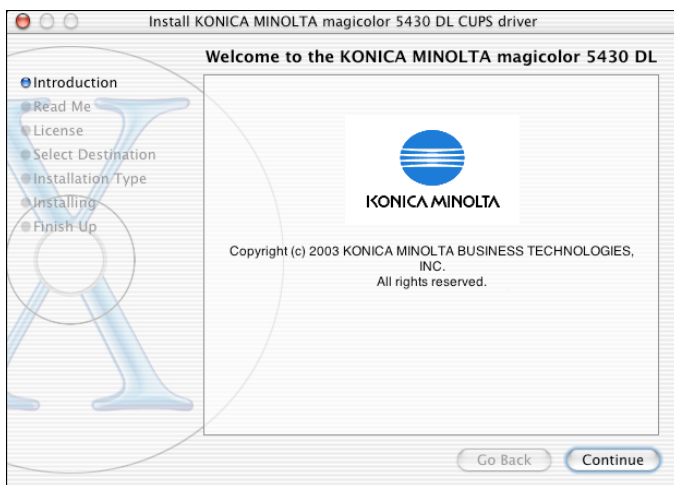 Install KONICA MINOLTA magicolor 5430 DL CUPS driver
Welcome to the KONICA MINOLTA magicolor 5430 DL
Introduction
Read Me
License
Select Destination
Installation Type
Installing
Finish Up
KONICA MINOLTA
Copyright (c) 2003 KONICA MINOLTA BUSINESS TECHNOLOGIES,
INC.
All rights reserved.
Go Back
Continue